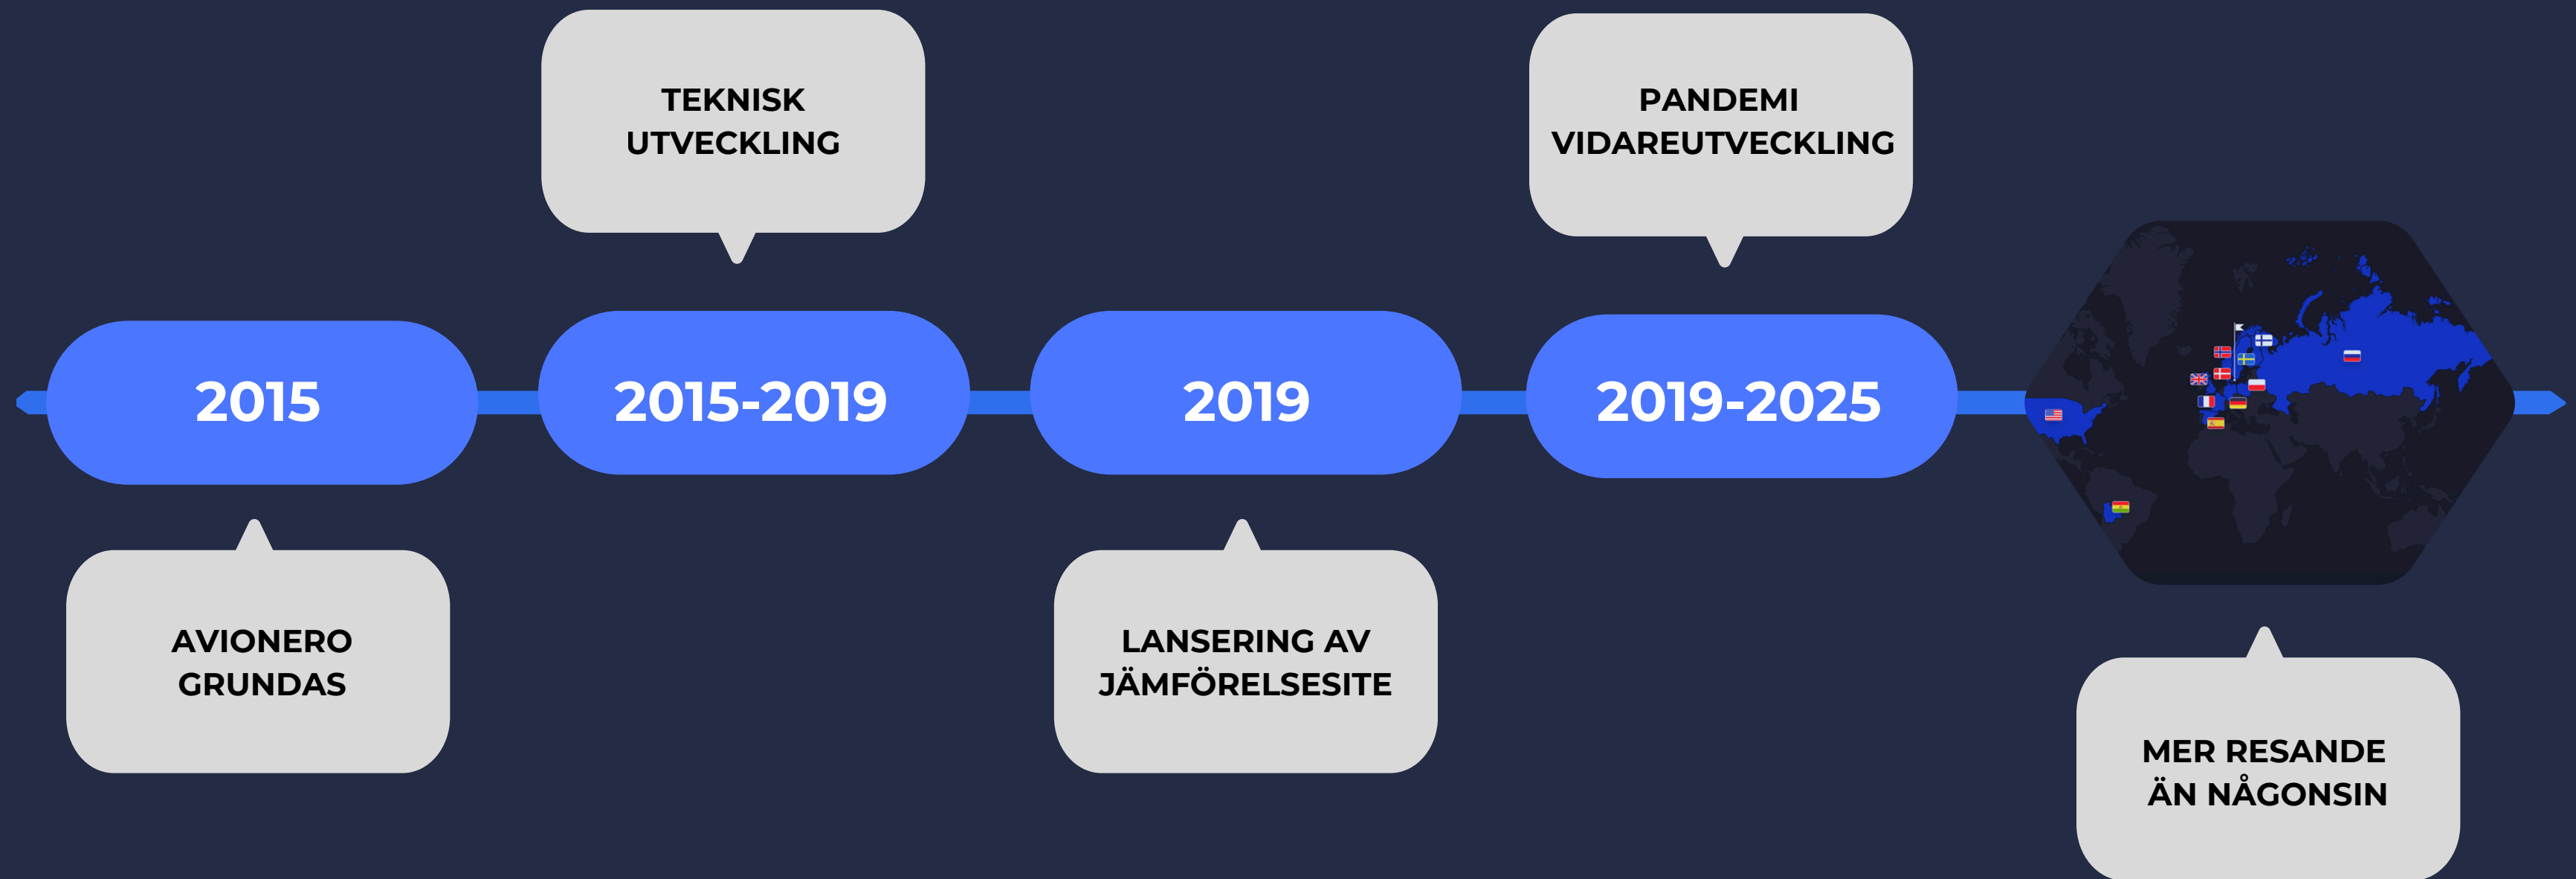 TEKNISK
UTVECKLING
PANDEMI
VIDAREUTVECKLING
2015
2015-2019
2019
2019-2025
AVIONERO
GRUNDAS
LANSERING AV
JÄMFÖRELSESITE
MER RESANDE
ÄN NÅGONSIN